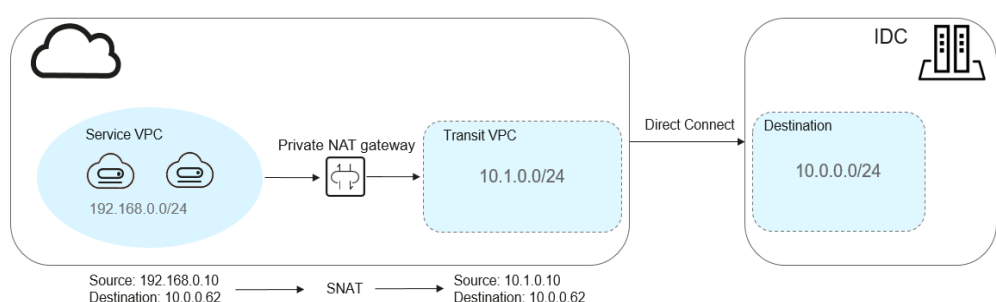 IDC
Service VPC
Private NAT gateway
Transit VPC
Direct Connect
Destination
192.168.0.0/24
10.1.0.0/24
10.0.0.0/24
Source: 192.168.0.10
Destination: 10.0.0.62
SNAT
Source: 10.1.0.10
Destination: 10.0.0.62